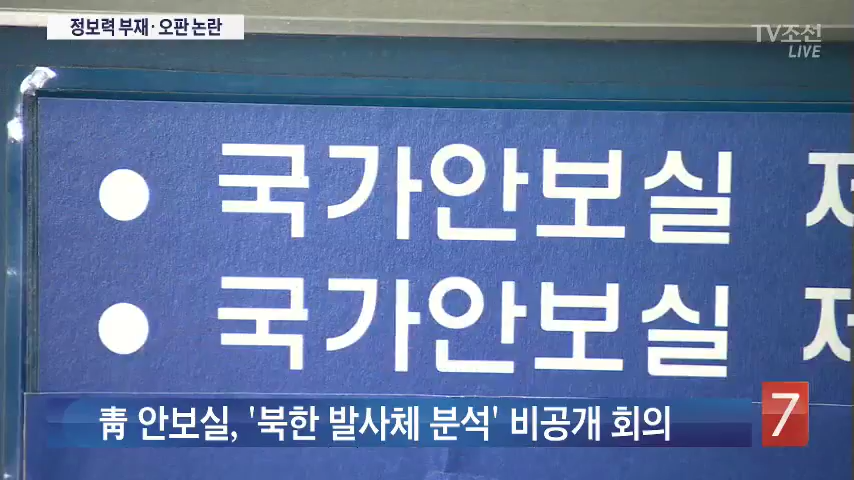 정보력 부재·오판 논란
TV조선
LIVE
국가안보실 제
국가안보실 제
靑 안보실, '북한 발사체 분석' 비공개 회의
7